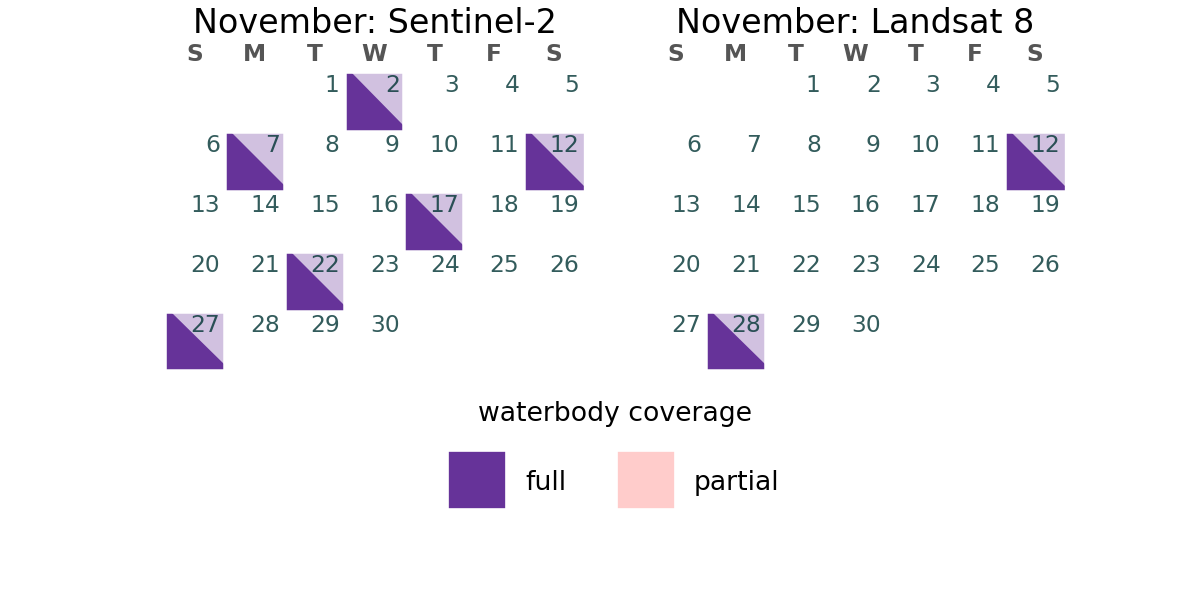 November: Sentinel-2
S M T W T F S
1 2 3 4 5
6 7 8 9 10 11 12
13 14 15 16 17 18 19
20 21 22 23 24 25 26
27 28 29 30
November: Landsat 8
S M T W T F S
1 2 3 4 5
6 7 8 9 10 11 12
13 14 15 16 17 18 19
20 21 22 23 24 25 26
27 28 29 30
waterbody coverage
full partial